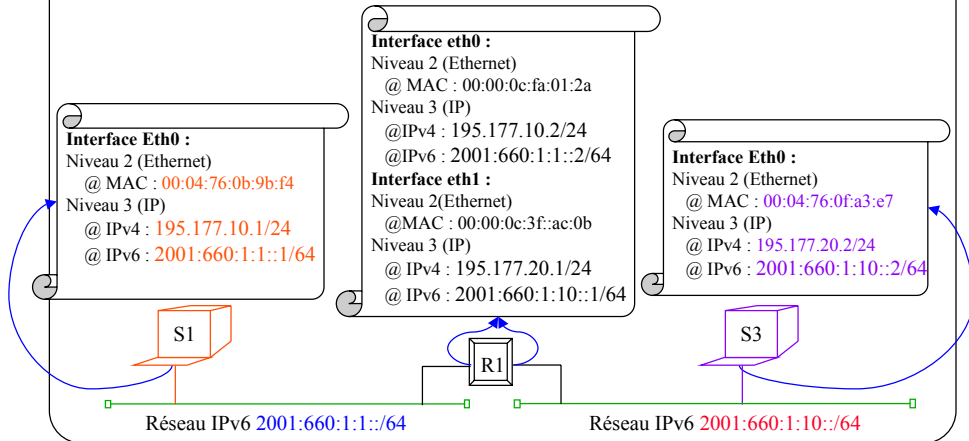 Interface eth0 :
Niveau 2 (Ethernet)
@ MAC : 00:00:0c:fa:01:2a
Niveau 3 (IP)
@IPv4 : 195.177.10.2/24
@IPv6 : 2001:660:1:1::2/64
Interface eth1 :
Niveau 2(Ethernet)
@MAC : 00:00:0c:3f::ac:0b
Niveau 3 (IP)
@ IPv4 : 195.177.20.1/24
@ IPv6 : 2001:660:1:10::1/64
Interface Eth0 :
Niveau 2 (Ethernet)
@ MAC : 00:04:76:0b:9b:f4
Niveau 3 (IP)
@ IPv4 : 195.177.10.1/24
@ IPv6 : 2001:660:1:1::1/64
Interface Eth0 :
Niveau 2 (Ethernet)
@ MAC : 00:04:76:0f:a3:e7
Niveau 3 (IP)
@ IPv4 : 195.177.20.2/24
@ IPv6 : 2001:660:1:10::2/64
S1
R1
S3
Réseau IPv6 2001:660:1:1::/64
Réseau IPv6 2001:660:1:10::/64